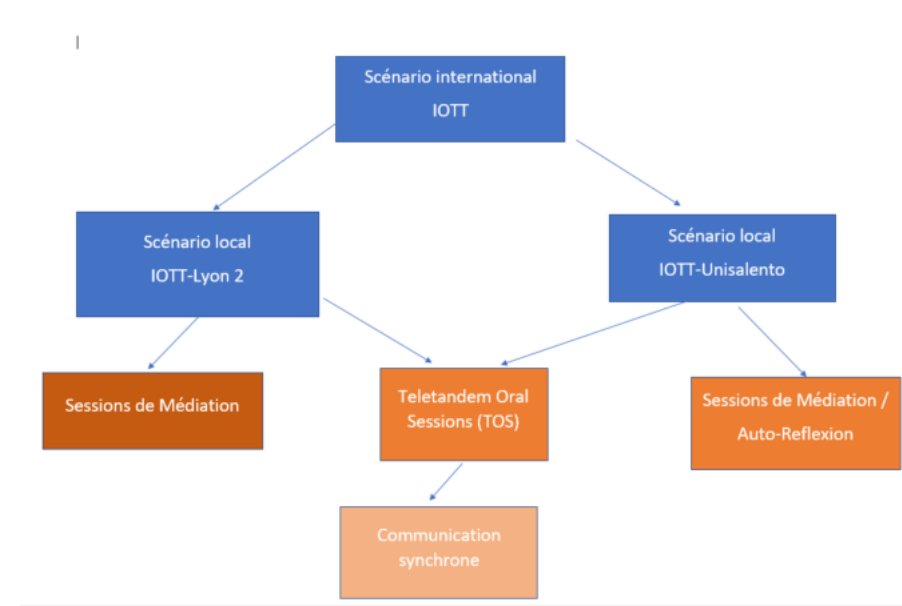 Scénario international
IOTT
Scénario local
IOTT-Lyon 2
Scénario local
IOTT-Unisalento
Sessions de Médiation
Teletandem Oral
Sessions (TOS)
Sessions de Médiation /
Auto-Reflexion
Communication
synchrone